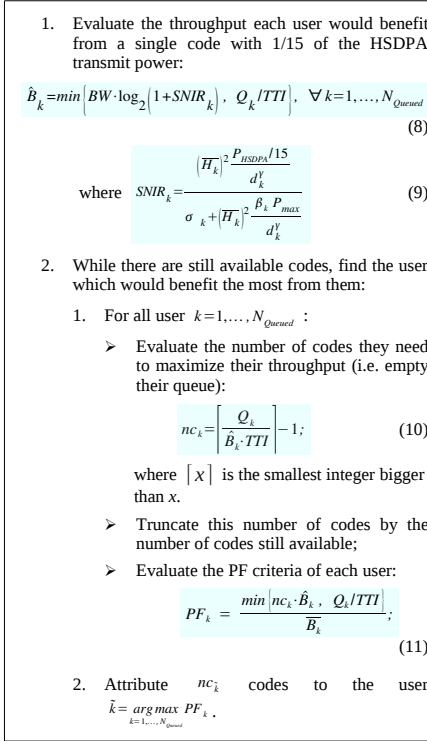 1. Evaluate the throughput each user would benefit
from a single code with 1/15 of the HSDPA
transmit power:
B̂_k = min{BW·log_2(1+SNIR_k), Q_k/TTI}, ∀ k=1,…,N_Queued
(8)
where SNIR_k = ((H̅_k)^2 (P_HSDPA/15)/(d_k^γ)) / (σ_k + (H̅_k)^2 (β_k P_max)/(d_k^γ)) (9)
2. While there are still available codes, find the user
which would benefit the most from them:
1. For all user k=1,…,N_Queued :
➢ Evaluate the number of codes they need
to maximize their throughput (i.e. empty
their queue):
nc_k = ⌈Q_k/(B̂_k·TTI)⌉ − 1; (10)
where ⌈x⌉ is the smallest integer bigger
than x.
➢ Truncate this number of codes by the
number of codes still available;
➢ Evaluate the PF criteria of each user:
PF_k = min{nc_k·B̂_k , Q_k/TTI} / B̅_k ;
(11)
2. Attribute nc_k̃ codes to the user
k̃ = arg max_{k=1,…,N_Queued} PF_k .